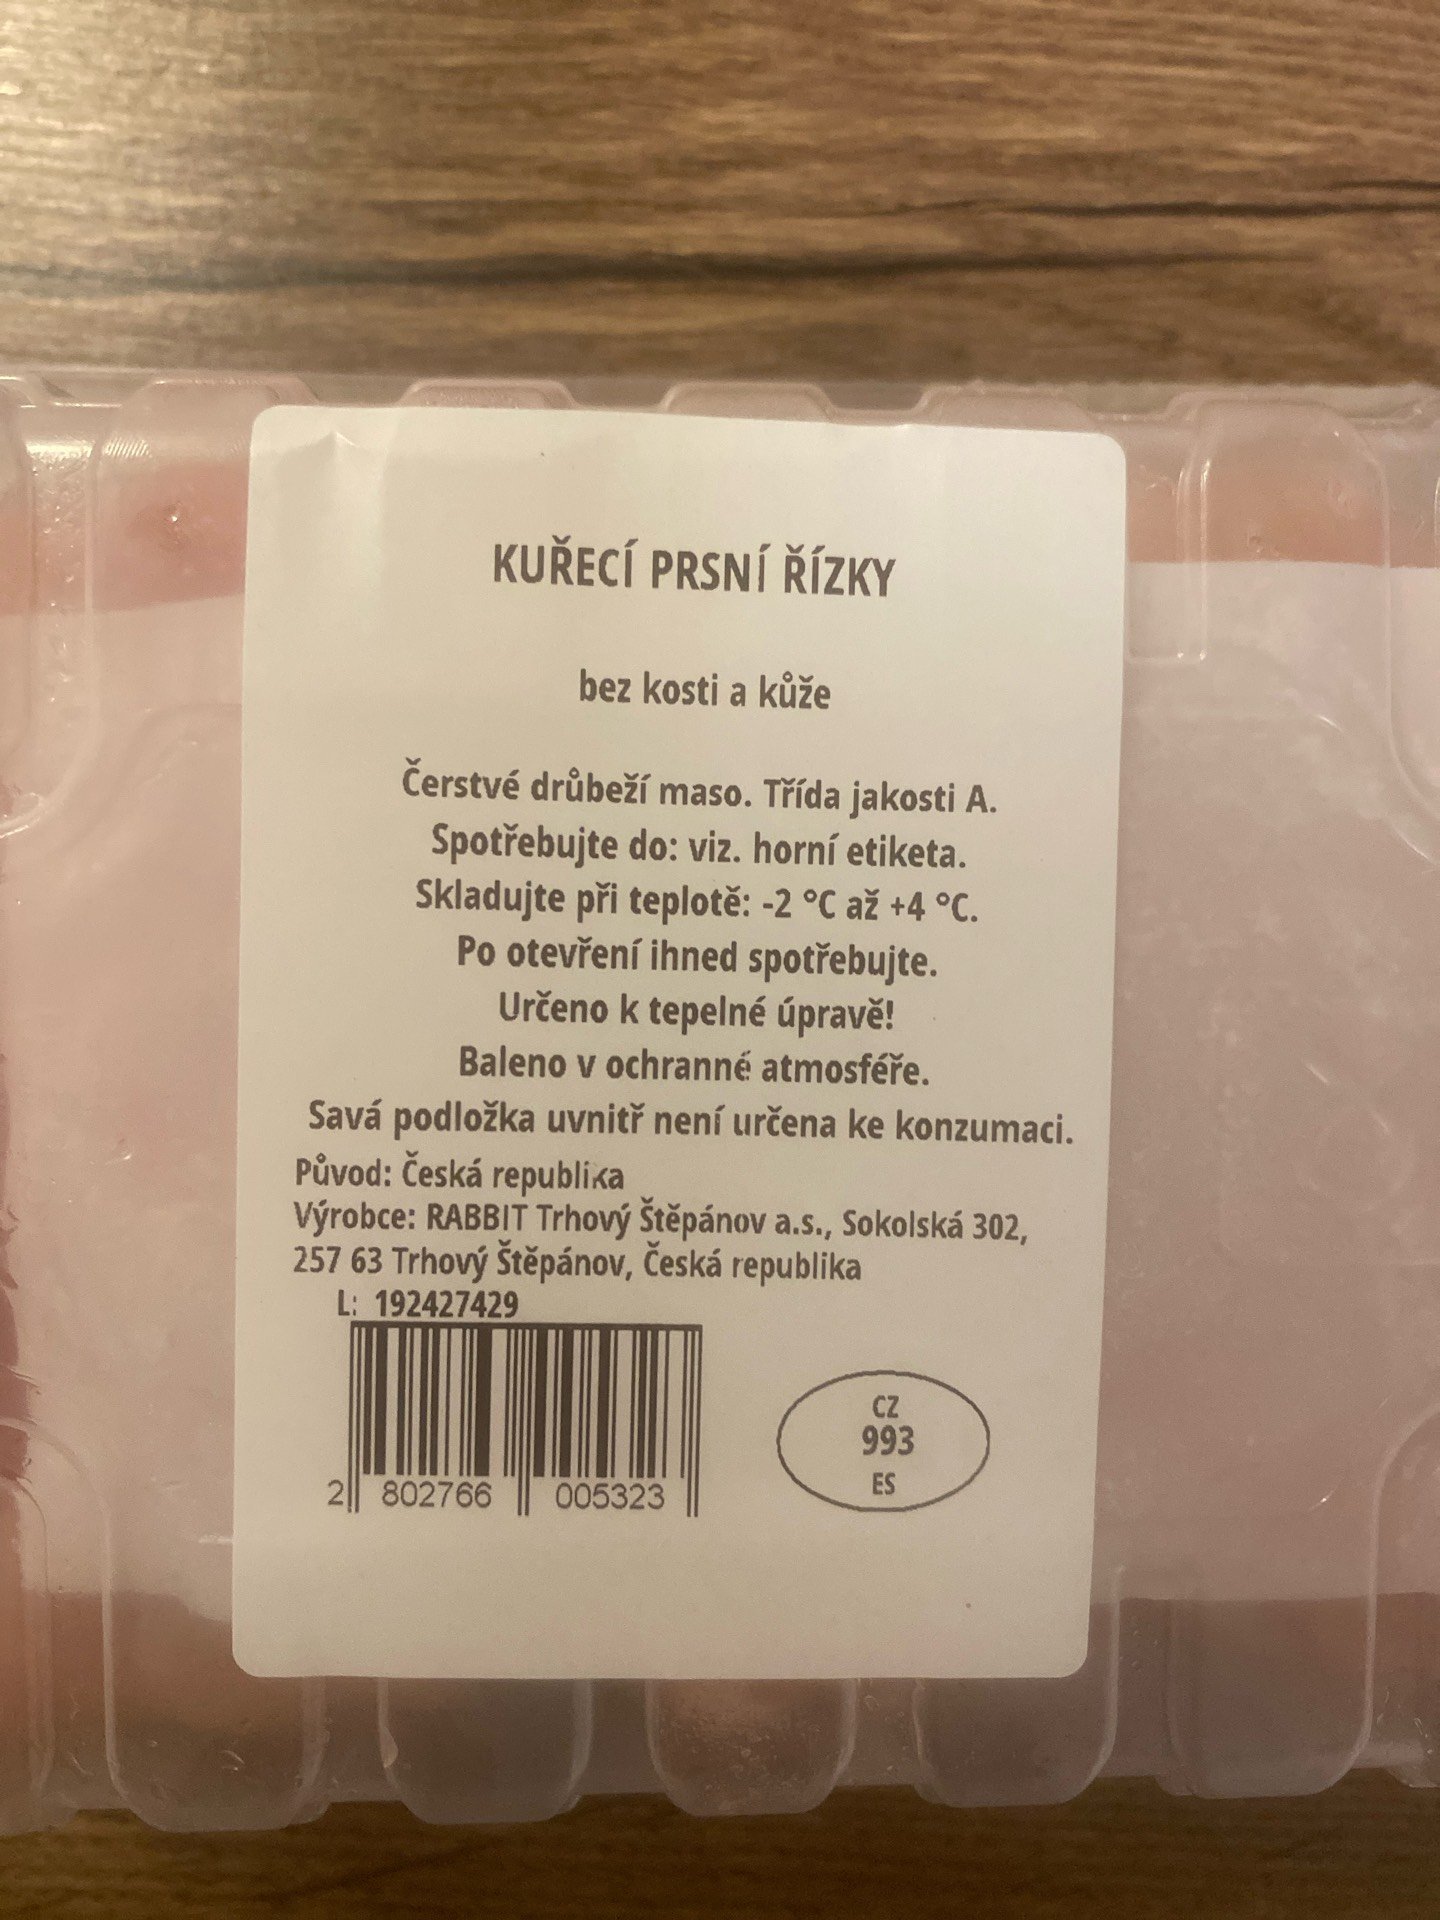 KUŘECÍ PRSNÍ ŘÍZKY
bez kosti a kůže
Čerstvé drůbeží maso. Třída jakosti A.
Spotřebujte do: viz. horní etiketa.
Skladujte při teplotě: -2 °C až +4 °C.
Po otevření ihned spotřebujte.
Určeno k tepelné úpravě!
Baleno v ochranné atmosféře.
Savá podložka uvnitř není určena ke konzumaci.
Původ: Česká republika
Výrobce: RABBIT Trhový Štěpánov a.s., Sokolská 302,
257 63 Trhový Štěpánov, Česká republika
L: 192427429
2 802766 005323
CZ
993
ES